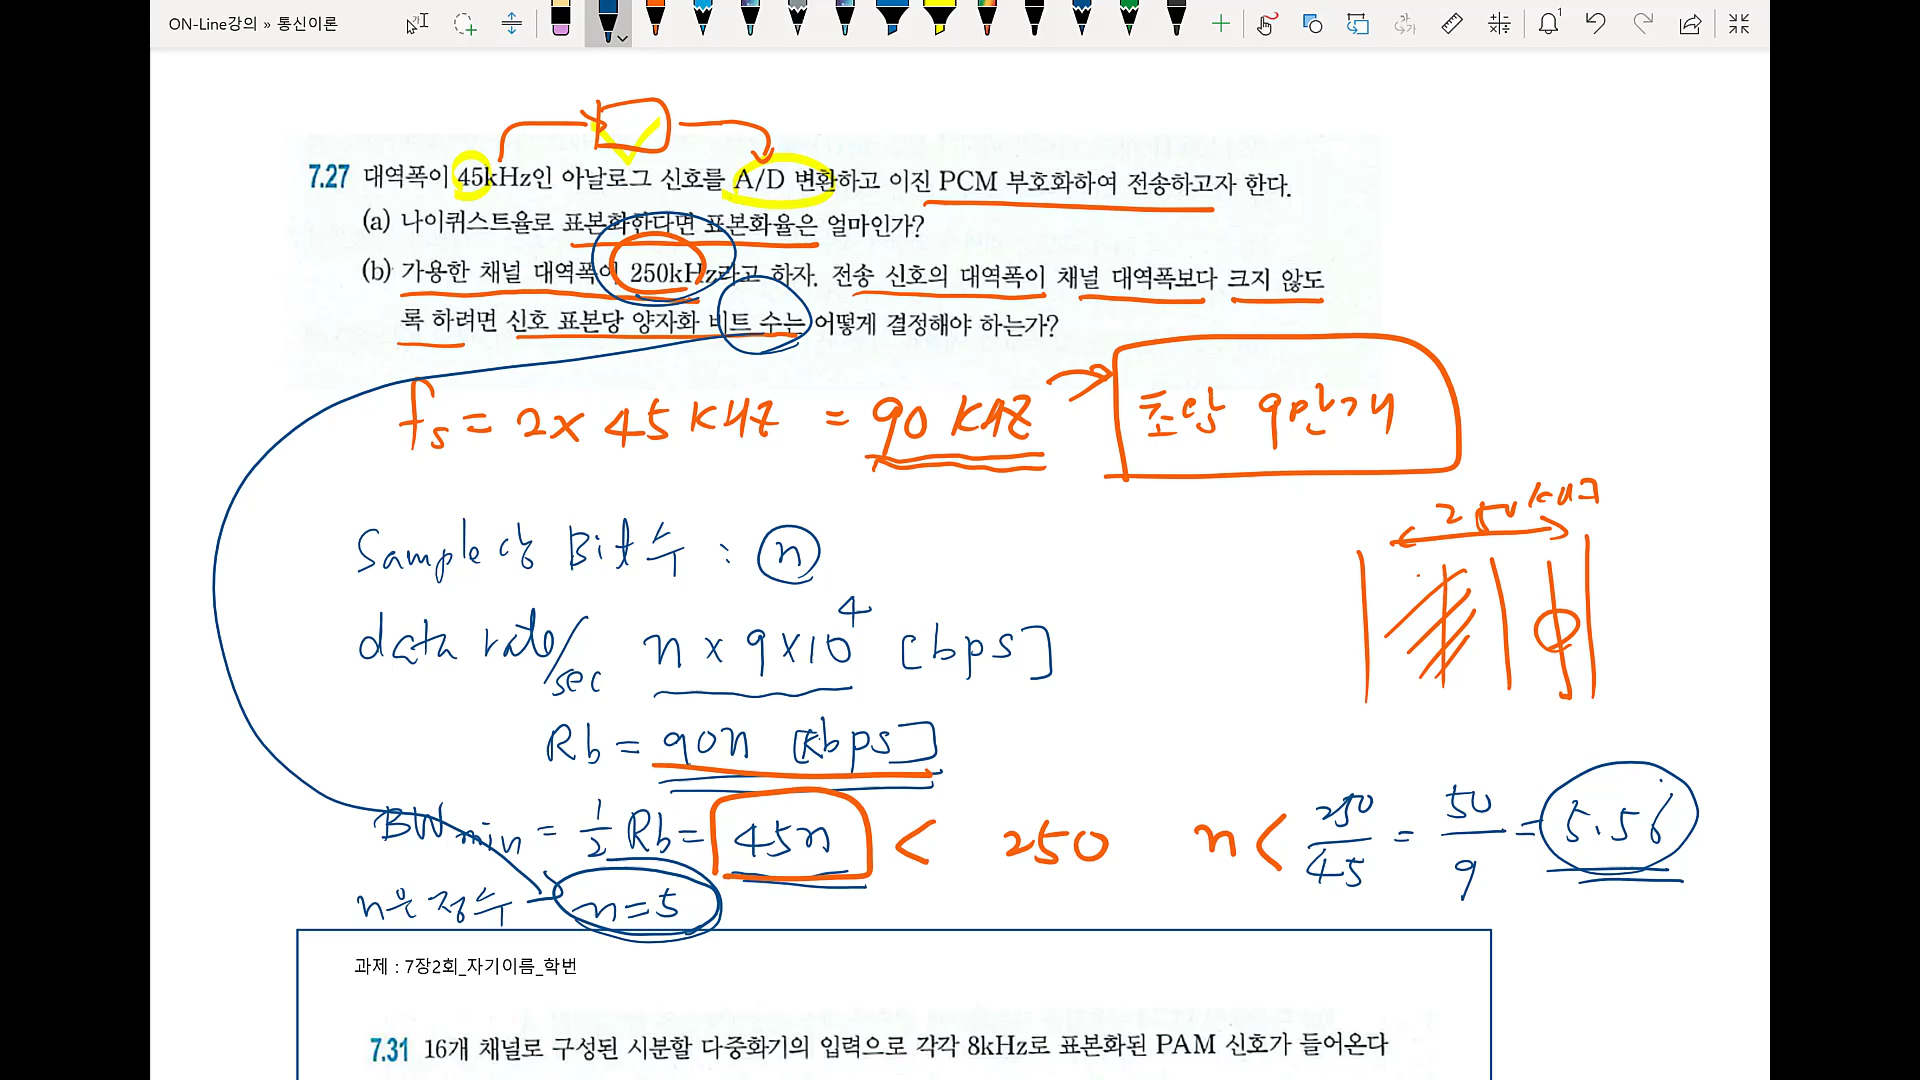 ON-Line강의 » 통신이론
7.27 대역폭이 45kHz인 아날로그 신호를 A/D 변환하고 이진 PCM 부호화하여 전송하고자 한다.
(a) 나이퀴스트율로 표본화한다면 표본화율은 얼마인가?
(b) 가용한 채널 대역폭이 250kHz라고 하자. 전송 신호의 대역폭이 채널 대역폭보다 크지 않도
록 하려면 신호 표본당 양자화 비트 수는 어떻게 결정해야 하는가?
fs = 2x 45 KHZ = 90 KHZ 초당 9만개
250 KHZ
Sample당 Bit수 : n
data rate/sec n x 9x10⁴ [bps]
Rb = 90n [kbps]
BWmin = 1/2 Rb = 45n < 250 n < 250/45 = 50/9 = 5.56
n은 정수 n=5
과제 : 7장2회_자기이름_학번
7.31 16개 채널로 구성된 시분할 다중화기의 입력으로 각각 8kHz로 표본화된 PAM 신호가 들어온다